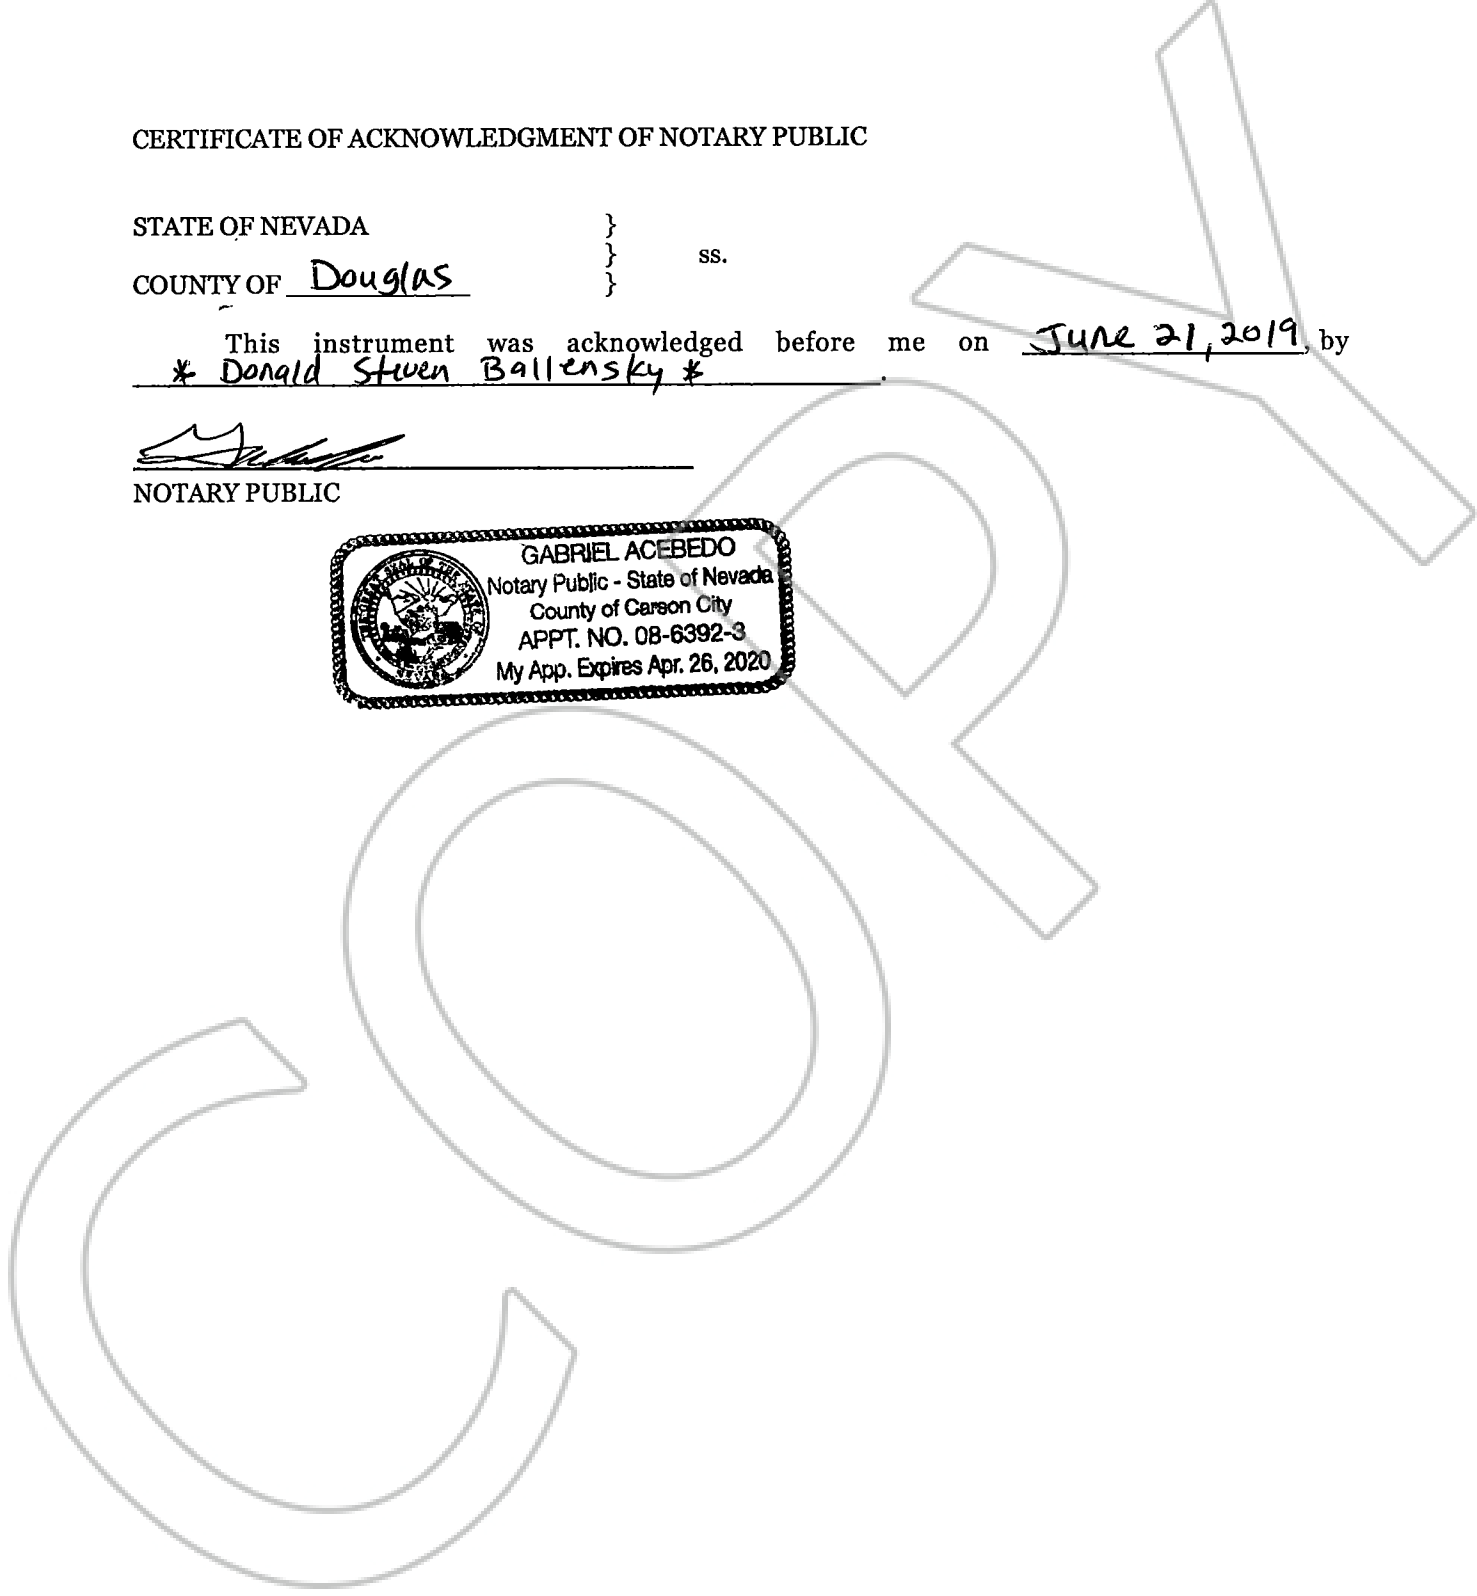 CERTIFICATE OF ACKNOWLEDGMENT OF NOTARY PUBLIC
STATE OF NEVADA }
} ss.
COUNTY OF Douglas }
This instrument was acknowledged before me on June 21, 2019, by
* Donald Steven Ballensky *.
NOTARY PUBLIC
GABRIEL ACEBEDO
Notary Public - State of Nevada
County of Carson City
APPT. NO. 08-6392-3
My App. Expires Apr. 26, 2020
COPY